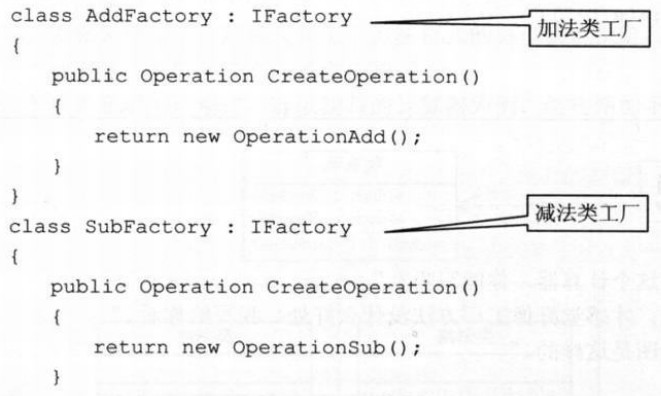 class AddFactory : IFactory
加法类工厂
{
public Operation CreateOperation()
{
return new OperationAdd();
}
}
class SubFactory : IFactory
减法类工厂
{
public Operation CreateOperation()
{
return new OperationSub();
}